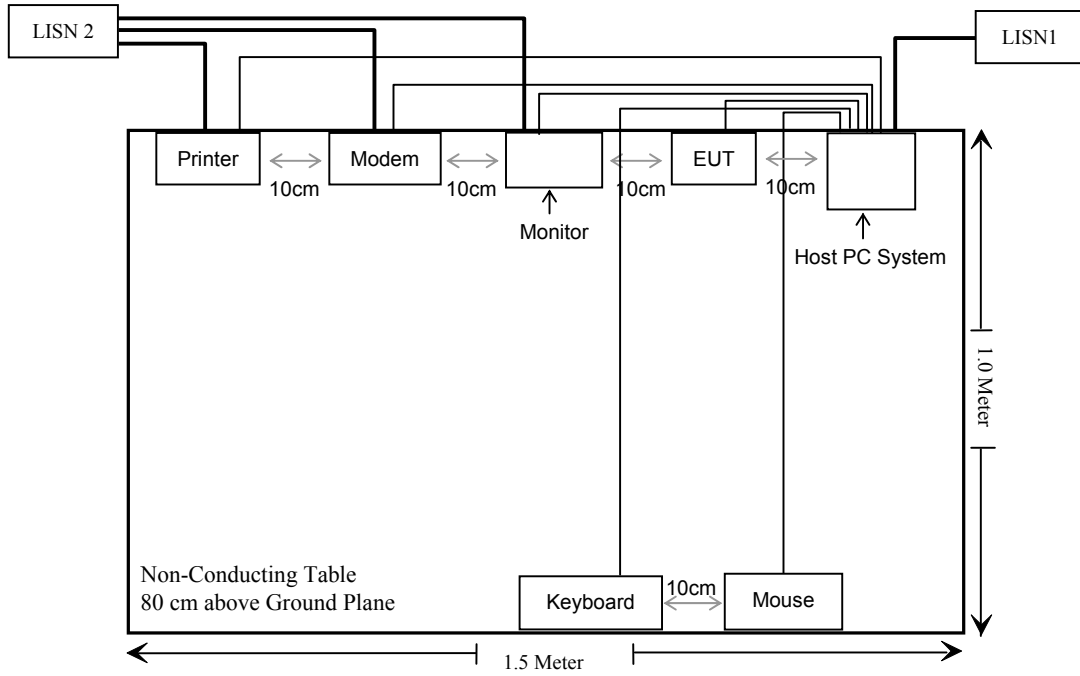 LISN 2
LISN1
Printer
Modem
EUT
10cm
10cm
10cm
10cm
Monitor
Host PC System
1.0 Meter
Non-Conducting Table
80 cm above Ground Plane
Keyboard
10cm
Mouse
1.5 Meter